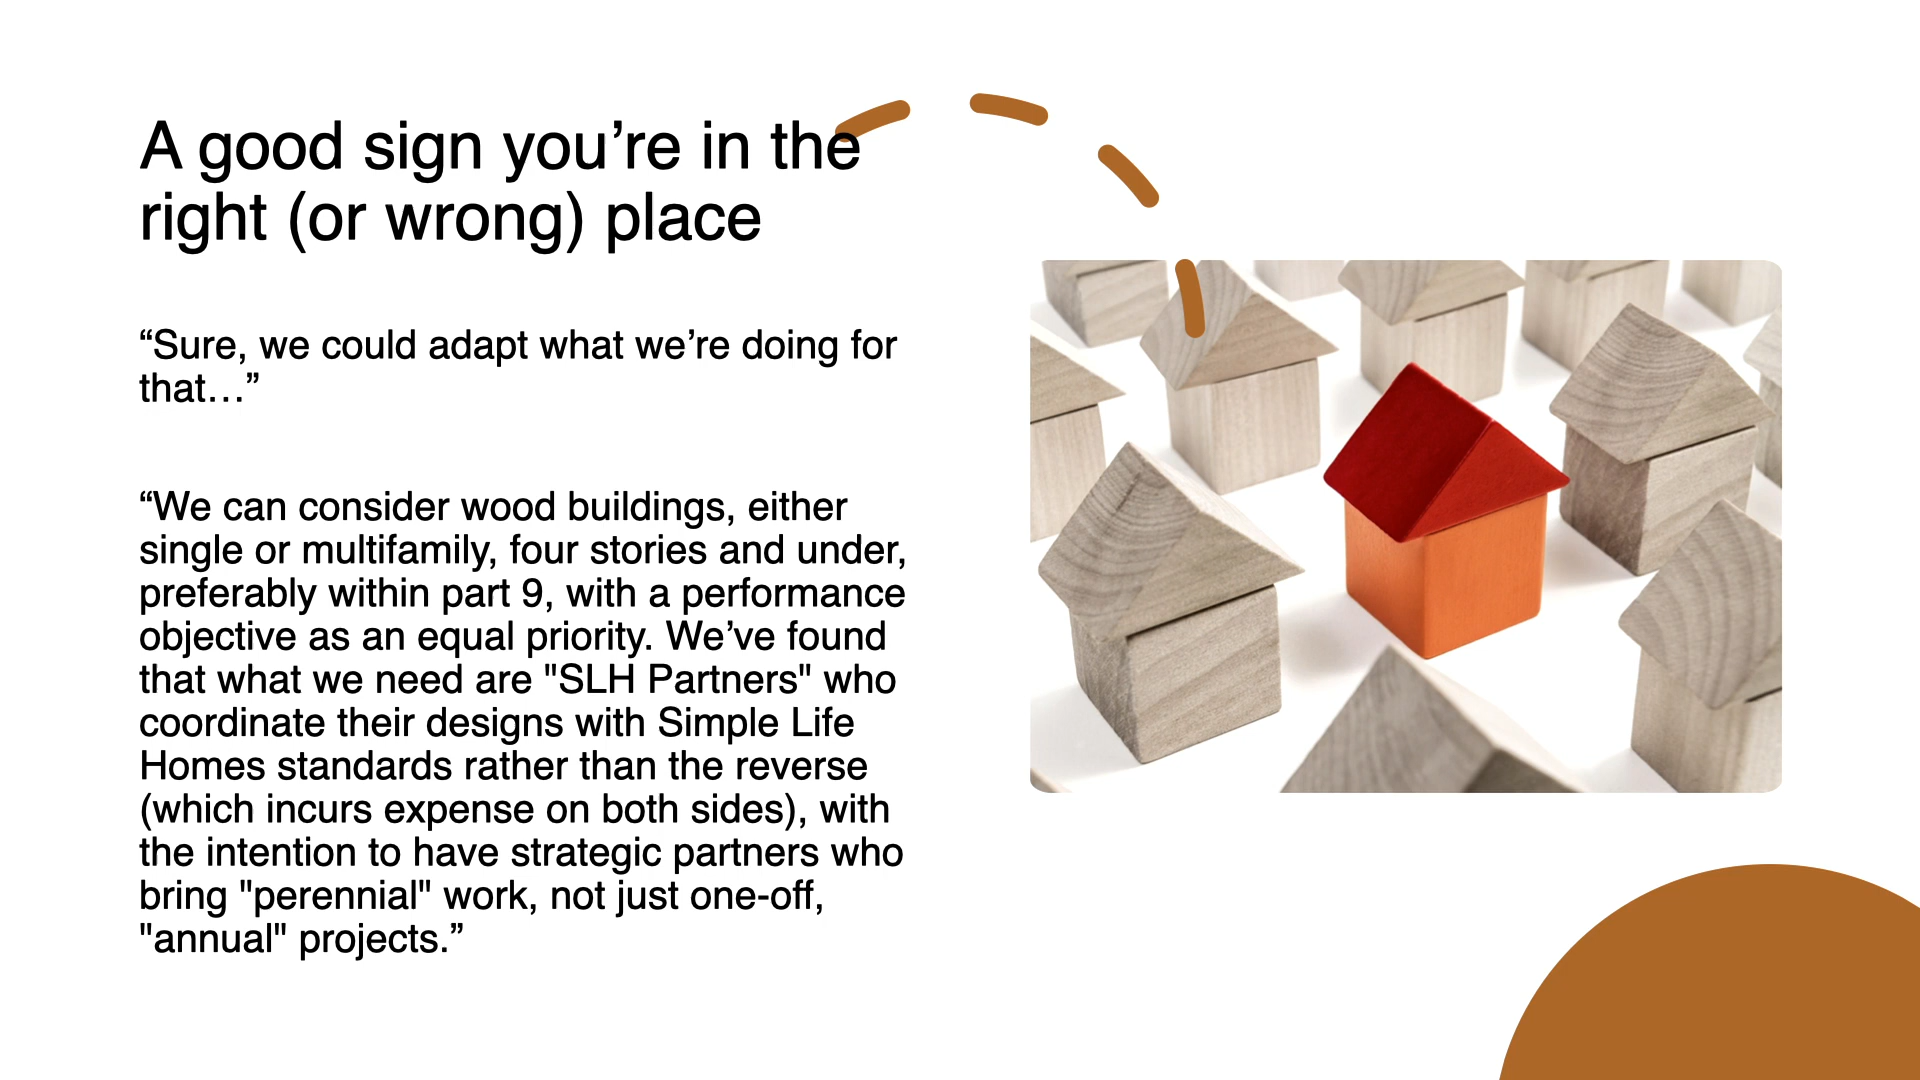 A good sign you’re in the
right (or wrong) place
“Sure, we could adapt what we’re doing for
that…”
“We can consider wood buildings, either
single or multifamily, four stories and under,
preferably within part 9, with a performance
objective as an equal priority. We’ve found
that what we need are "SLH Partners" who
coordinate their designs with Simple Life
Homes standards rather than the reverse
(which incurs expense on both sides), with
the intention to have strategic partners who
bring "perennial" work, not just one-off,
"annual" projects.”